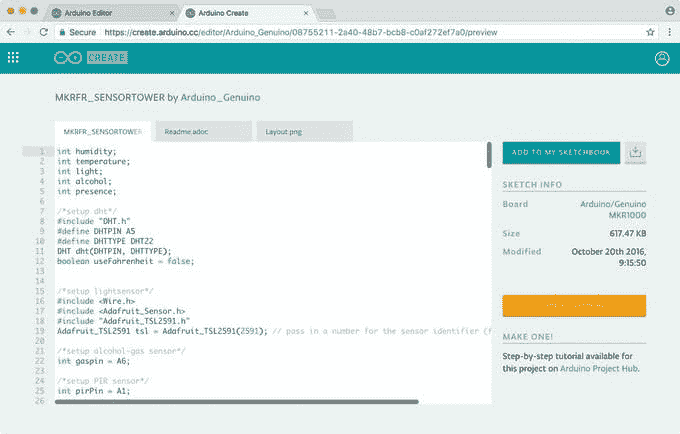 Arduino Editor
Arduino Create
Secure https://create.arduino.cc/editor/Arduino_Genuino/08755211-2a40-48b7-bcb8-c0af272ef7a0/preview
CREATE
MKRFR_SENSORTOWER by Arduino_Genuino
MKRFR_SENSORTOWER
Readme.adoc
Layout.png
1 int humidity;
2 int temperature;
3 int light;
4 int alcohol;
5 int presence;
6
7 /*setup dht*/
8 #include "DHT.h"
9 #define DHTPIN A5
10 #define DHTTYPE DHT22
11 DHT dht(DHTPIN, DHTTYPE);
12 boolean useFahrenheit = false;
13
14
15 /*setup lightsensor*/
16 #include <Wire.h>
17 #include <Adafruit_Sensor.h>
18 #include "Adafruit_TSL2591.h"
19 Adafruit_TSL2591 tsl = Adafruit_TSL2591(2591); // pass in a number for the sensor identifier (f
20
21 /*setup alcohol-gas sensor*/
22 int gaspin = A6;
23
24 /*setup PIR sensor*/
25 int pirPin = A1;
26
ADD TO MY SKETCHBOOK
SKETCH INFO
Board Arduino/Genuino
MKR1000
Size 617.47 KB
Modified October 20th 2016,
9:15:50
MAKE ONE!
Step-by-step tutorial available for
this project on Arduino Project Hub.